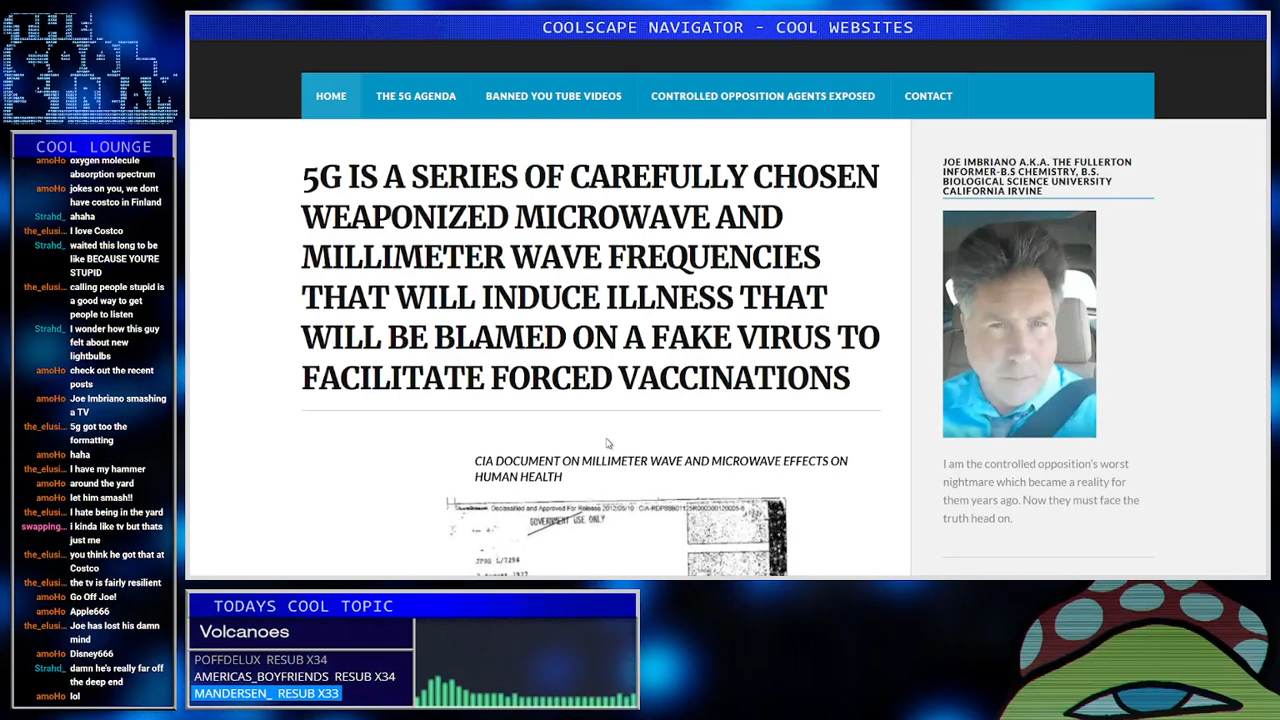 COOLSCAPE NAVIGATOR - COOL WEBSITES
HOME
THE 5G AGENDA
BANNED YOU TUBE VIDEOS
CONTROLLED OPPOSITION AGENTS EXPOSED
CONTACT
COOL LOUNGE
amoHo oxygen molecule
absorption spectrum
amoHo jokes on you, we dont
have costco in Finland
Strahd_ ahaha
the_elusi... I love Costco
Strahd_ waited this long to be
like BECAUSE YOU'RE
STUPID
the_elusi... calling people stupid is
a good way to get
people to listen
Strahd_ I wonder how this guy
felt about new
lightbulbs
amoHo check out the recent
posts
amoHo Joe Imbriano smashing
a TV
the_elusi... 5g got too the
formatting
amoHo haha
the_elusi... I have my hammer
amoHo around the yard
amoHo let him smash!!
the_elusi... I hate being in the yard
swapping... i kinda like tv but thats
just me
the_elusi... you think he got that at
Costco
the_elusi... the tv is fairly resilient
amoHo Go Off Joe!
amoHo Apple666
the_elusi... Joe has lost his damn
mind
amoHo Disney666
Strahd_ damn he's really far off
the deep end
amoHo lol
5G IS A SERIES OF CAREFULLY CHOSEN
WEAPONIZED MICROWAVE AND
MILLIMETER WAVE FREQUENCIES
THAT WILL INDUCE ILLNESS THAT
WILL BE BLAMED ON A FAKE VIRUS TO
FACILITATE FORCED VACCINATIONS
CIA DOCUMENT ON MILLIMETER WAVE AND MICROWAVE EFFECTS ON
HUMAN HEALTH
Declassified and Approved For Release 2012/05/10
GOVERNMENT USE ONLY
JPRS L/7298
JOE IMBRIANO A.K.A. THE FULLERTON
INFORMER-B.S CHEMISTRY, B.S.
BIOLOGICAL SCIENCE UNIVERSITY
CALIFORNIA IRVINE
I am the controlled opposition's worst
nightmare which became a reality for
them years ago. Now they must face the
truth head on.
TODAYS COOL TOPIC
Volcanoes
POFFDELUX RESUB X34
AMERICAS_BOYFRIENDS RESUB X34
MANDERSEN_ RESUB X33